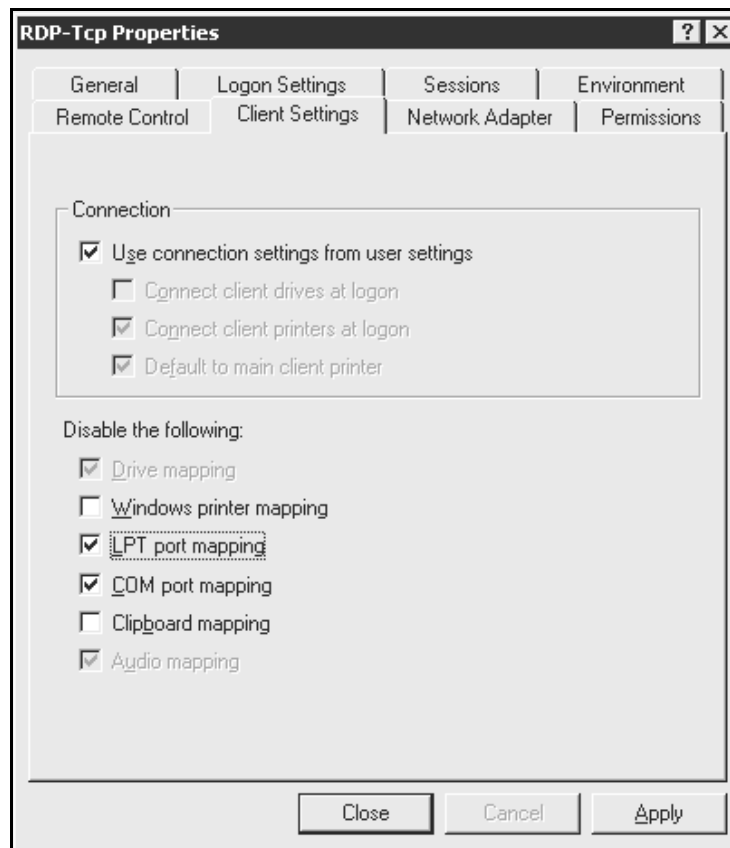 RDP-Tcp Properties
General Logon Settings Sessions Environment
Remote Control Client Settings Network Adapter Permissions
Connection
Use connection settings from user settings
Connect client drives at logon
Connect client printers at logon
Default to main client printer
Disable the following:
Drive mapping
Windows printer mapping
LPT port mapping
COM port mapping
Clipboard mapping
Audio mapping
Close Cancel Apply